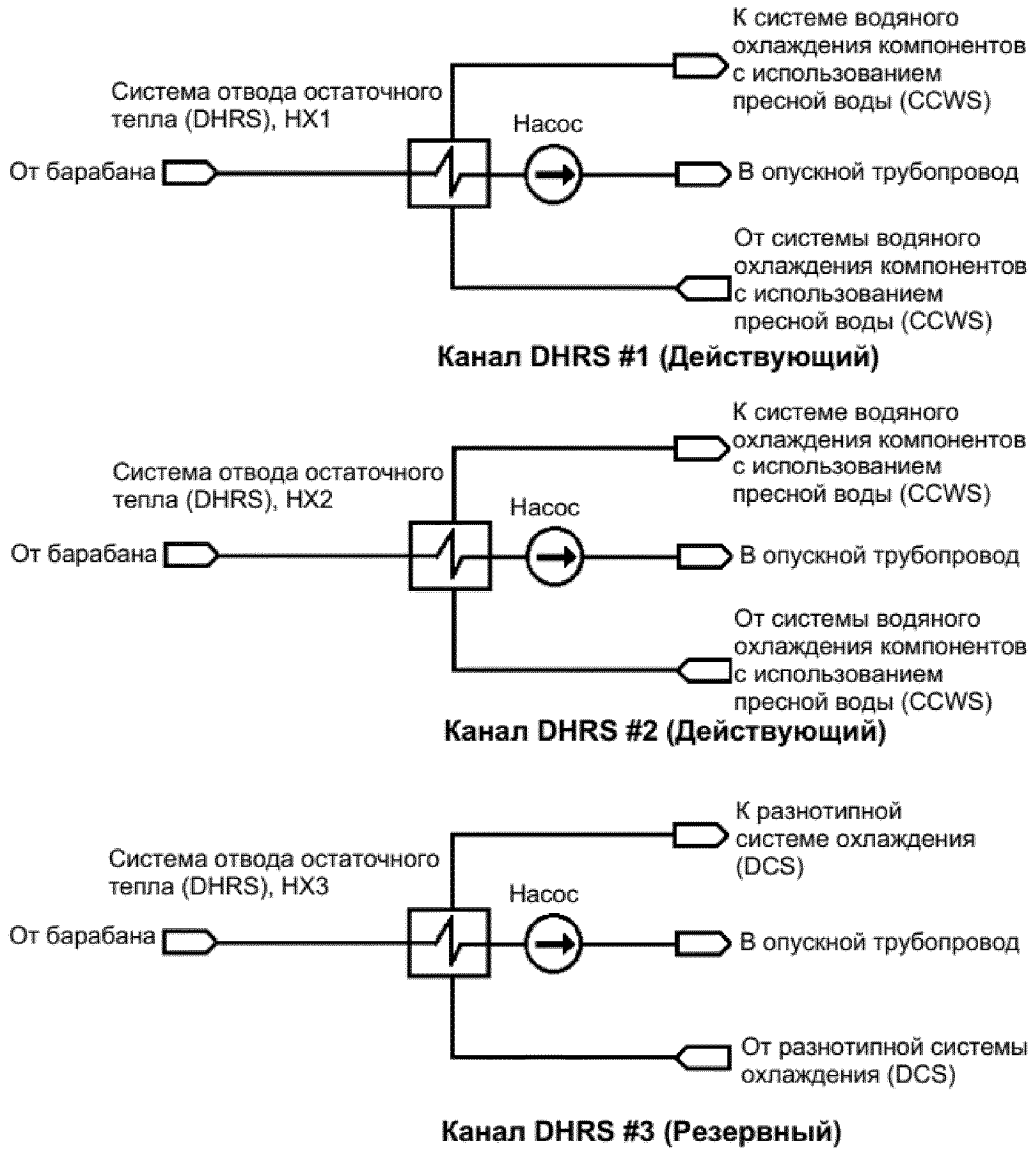 К системе водяного
охлаждения компонентов
с использованием
пресной воды (CCWS)
Система отвода остаточного
тепла (DHRS), HX1
Насос
От барабана
В опускной трубопровод
От системы водяного
охлаждения компонентов
с использованием
пресной воды (CCWS)
Канал DHRS #1 (Действующий)
К системе водяного
охлаждения компонентов
с использованием
пресной воды (CCWS)
Система отвода остаточного
тепла (DHRS), HX2
Насос
От барабана
В опускной трубопровод
От системы водяного
охлаждения компонентов
с использованием
пресной воды (CCWS)
Канал DHRS #2 (Действующий)
К разнотипной
системе охлаждения
(DCS)
Система отвода остаточного
тепла (DHRS), HX3
Насос
От барабана
В опускной трубопровод
От разнотипной системы
охлаждения (DCS)
Канал DHRS #3 (Резервный)